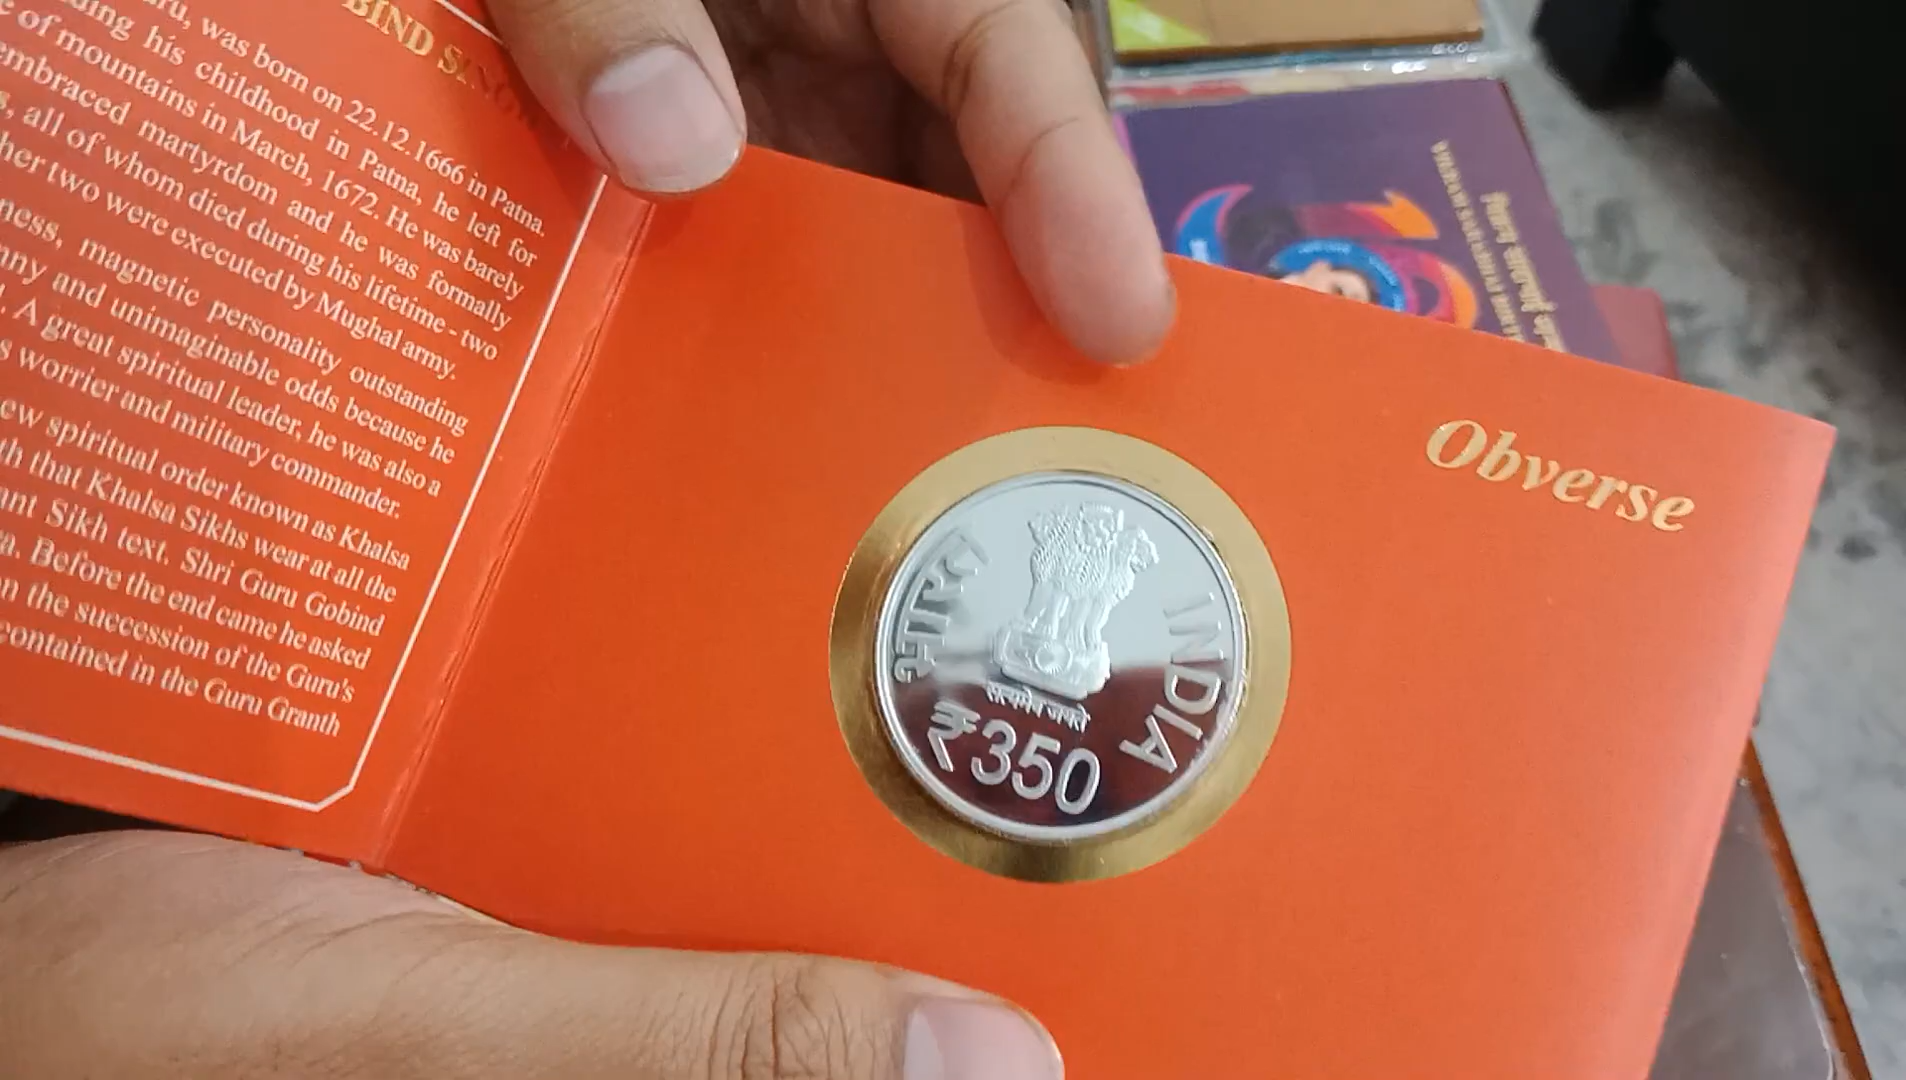 BIND SINGH
was born on 22.12.1666 in Patna.
his childhood in Patna, he left for
of mountains in March, 1672. He was barely
embraced martyrdom and he was formally
all of whom died during his lifetime - two
her two were executed by Mughal army.
ness, magnetic personality outstanding
nny and unimaginable odds because he
A great spiritual leader, he was also a
s worrier and military commander.
ew spiritual order known as Khalsa
th that Khalsa Sikhs wear at all the
ant Sikh text. Shri Guru Gobind
a. Before the end came he asked
n the succession of the Guru's
contained in the Guru Granth
Obverse
भारत
INDIA
सत्यमेव जयते
₹350